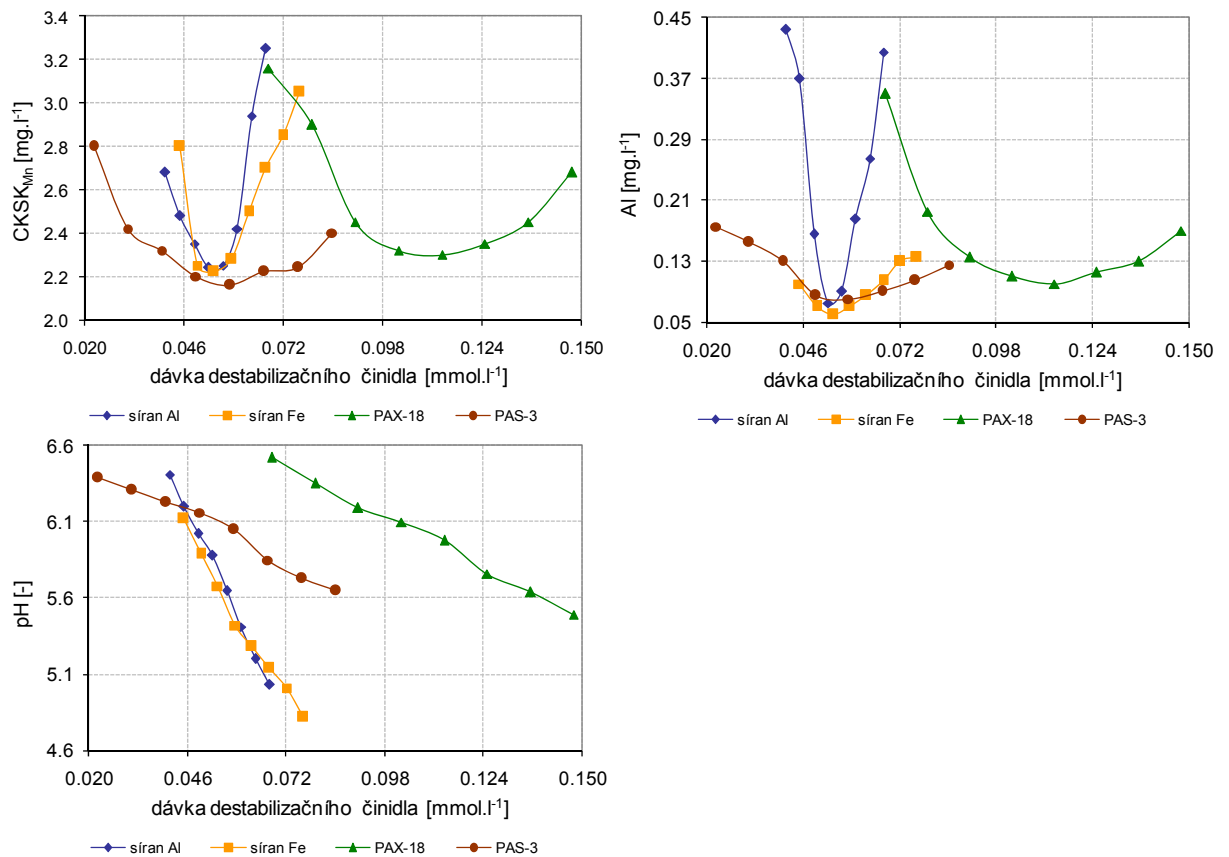 3.4
3.2
3.0
2.8
2.6
2.4
2.2
2.0
CKSK_Mn [mg.l⁻¹]
0.020 0.046 0.072 0.098 0.124 0.150
dávka destabilizačního činidla [mmol.l⁻¹]
síran Al síran Fe PAX-18 PAS-3
0.45
0.37
0.29
0.21
0.13
0.05
Al [mg.l⁻¹]
0.020 0.046 0.072 0.098 0.124 0.150
dávka destabilizačního činidla [mmol.l⁻¹]
síran Al síran Fe PAX-18 PAS-3
6.6
6.1
5.6
5.1
4.6
pH [-]
0.020 0.046 0.072 0.098 0.124 0.150
dávka destabilizačního činidla [mmol.l⁻¹]
síran Al síran Fe PAX-18 PAS-3